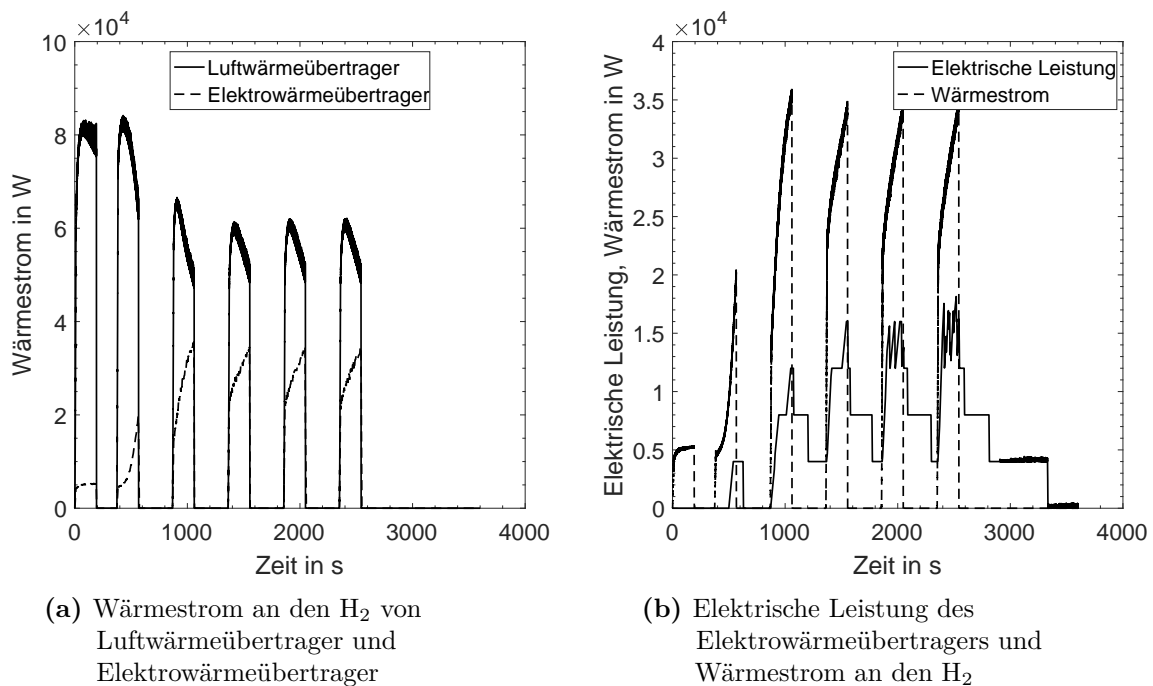 ×10⁴
10
8
6
4
2
0
0
1000
2000
3000
4000
Wärmestrom in W
Zeit in s
Luftwärmeübertrager
Elektrowärmeübertrager
(a) Wärmestrom an den H₂ von
Luftwärmeübertrager und
Elektrowärmeübertrager
×10⁴
4
3.5
3
2.5
2
1.5
1
0.5
0
0
1000
2000
3000
4000
Elektrische Leistung, Wärmestrom in W
Zeit in s
Elektrische Leistung
Wärmestrom
(b) Elektrische Leistung des
Elektrowärmeübertragers und
Wärmestrom an den H₂